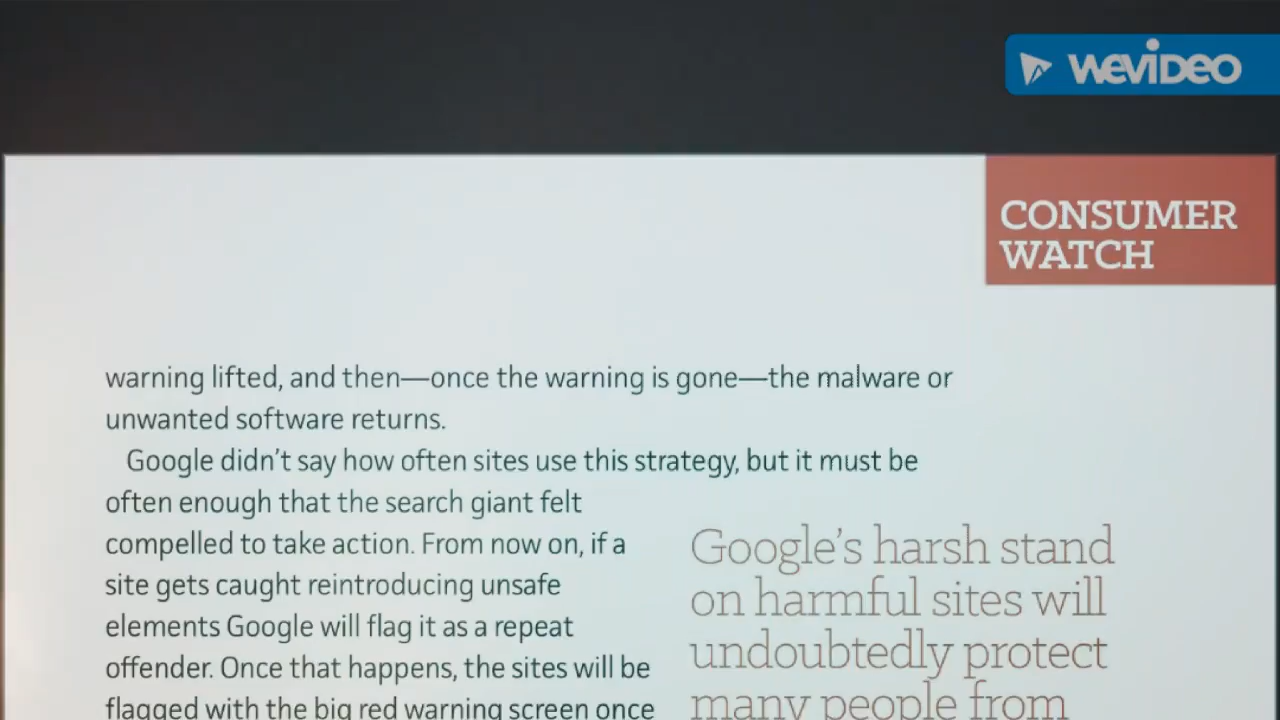 WEVIDEO
CONSUMER
WATCH
warning lifted, and then—once the warning is gone—the malware or
unwanted software returns.
Google didn't say how often sites use this strategy, but it must be
often enough that the search giant felt
compelled to take action. From now on, if a
site gets caught reintroducing unsafe
elements Google will flag it as a repeat
offender. Once that happens, the sites will be
flagged with the big red warning screen once
Google's harsh stand
on harmful sites will
undoubtedly protect
many people from